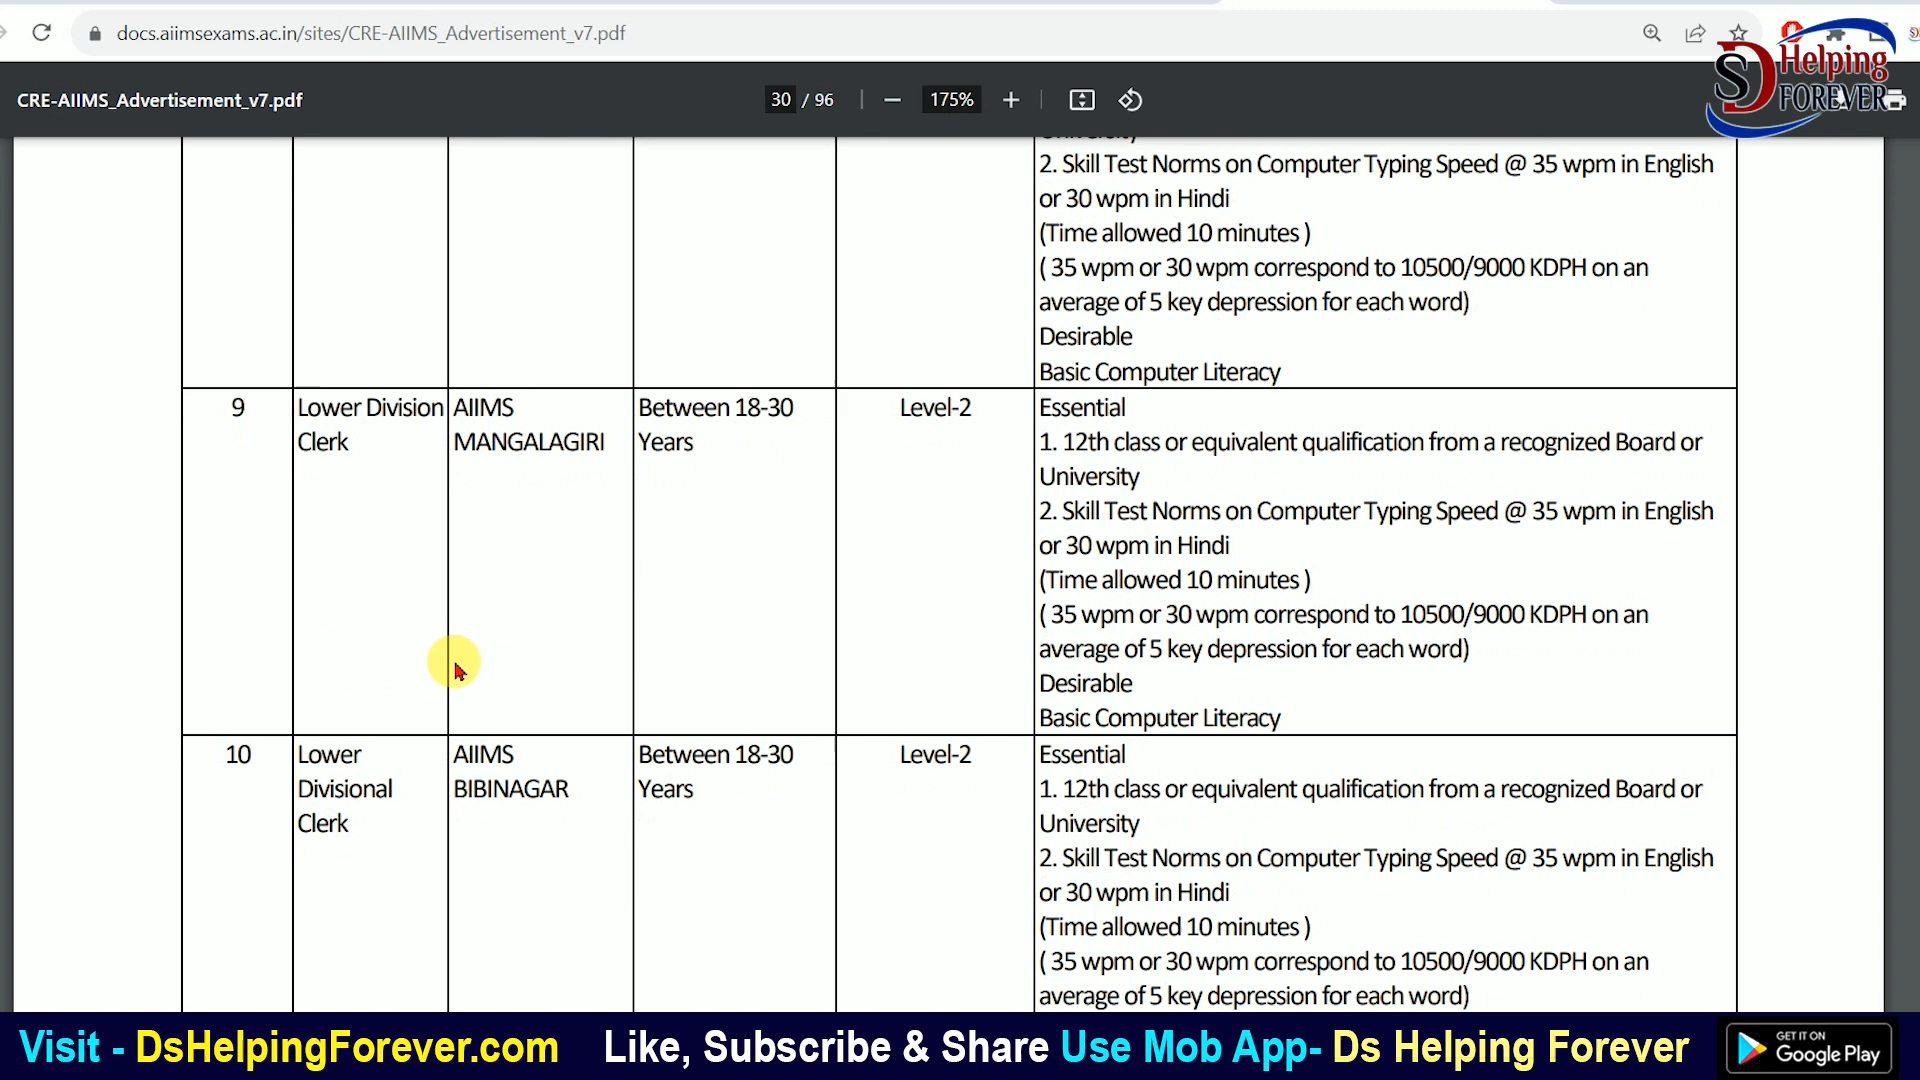 docs.aiimsexams.ac.in/sites/CRE-AIIMS_Advertisement_v7.pdf
SD Helping
FOREVER
CRE-AIIMS_Advertisement_v7.pdf
30 / 96
175%
University
2. Skill Test Norms on Computer Typing Speed @ 35 wpm in English
or 30 wpm in Hindi
(Time allowed 10 minutes )
( 35 wpm or 30 wpm correspond to 10500/9000 KDPH on an
average of 5 key depression for each word)
Desirable
Basic Computer Literacy
9
Lower Division
Clerk
AIIMS
MANGALAGIRI
Between 18-30
Years
Level-2
Essential
1. 12th class or equivalent qualification from a recognized Board or
University
2. Skill Test Norms on Computer Typing Speed @ 35 wpm in English
or 30 wpm in Hindi
(Time allowed 10 minutes )
( 35 wpm or 30 wpm correspond to 10500/9000 KDPH on an
average of 5 key depression for each word)
Desirable
Basic Computer Literacy
10
Lower
Divisional
Clerk
AIIMS
BIBINAGAR
Between 18-30
Years
Level-2
Essential
1. 12th class or equivalent qualification from a recognized Board or
University
2. Skill Test Norms on Computer Typing Speed @ 35 wpm in English
or 30 wpm in Hindi
(Time allowed 10 minutes )
( 35 wpm or 30 wpm correspond to 10500/9000 KDPH on an
average of 5 key depression for each word)
Visit - DsHelpingForever.com Like, Subscribe & Share Use Mob App- Ds Helping Forever
GET IT ON
Google Play